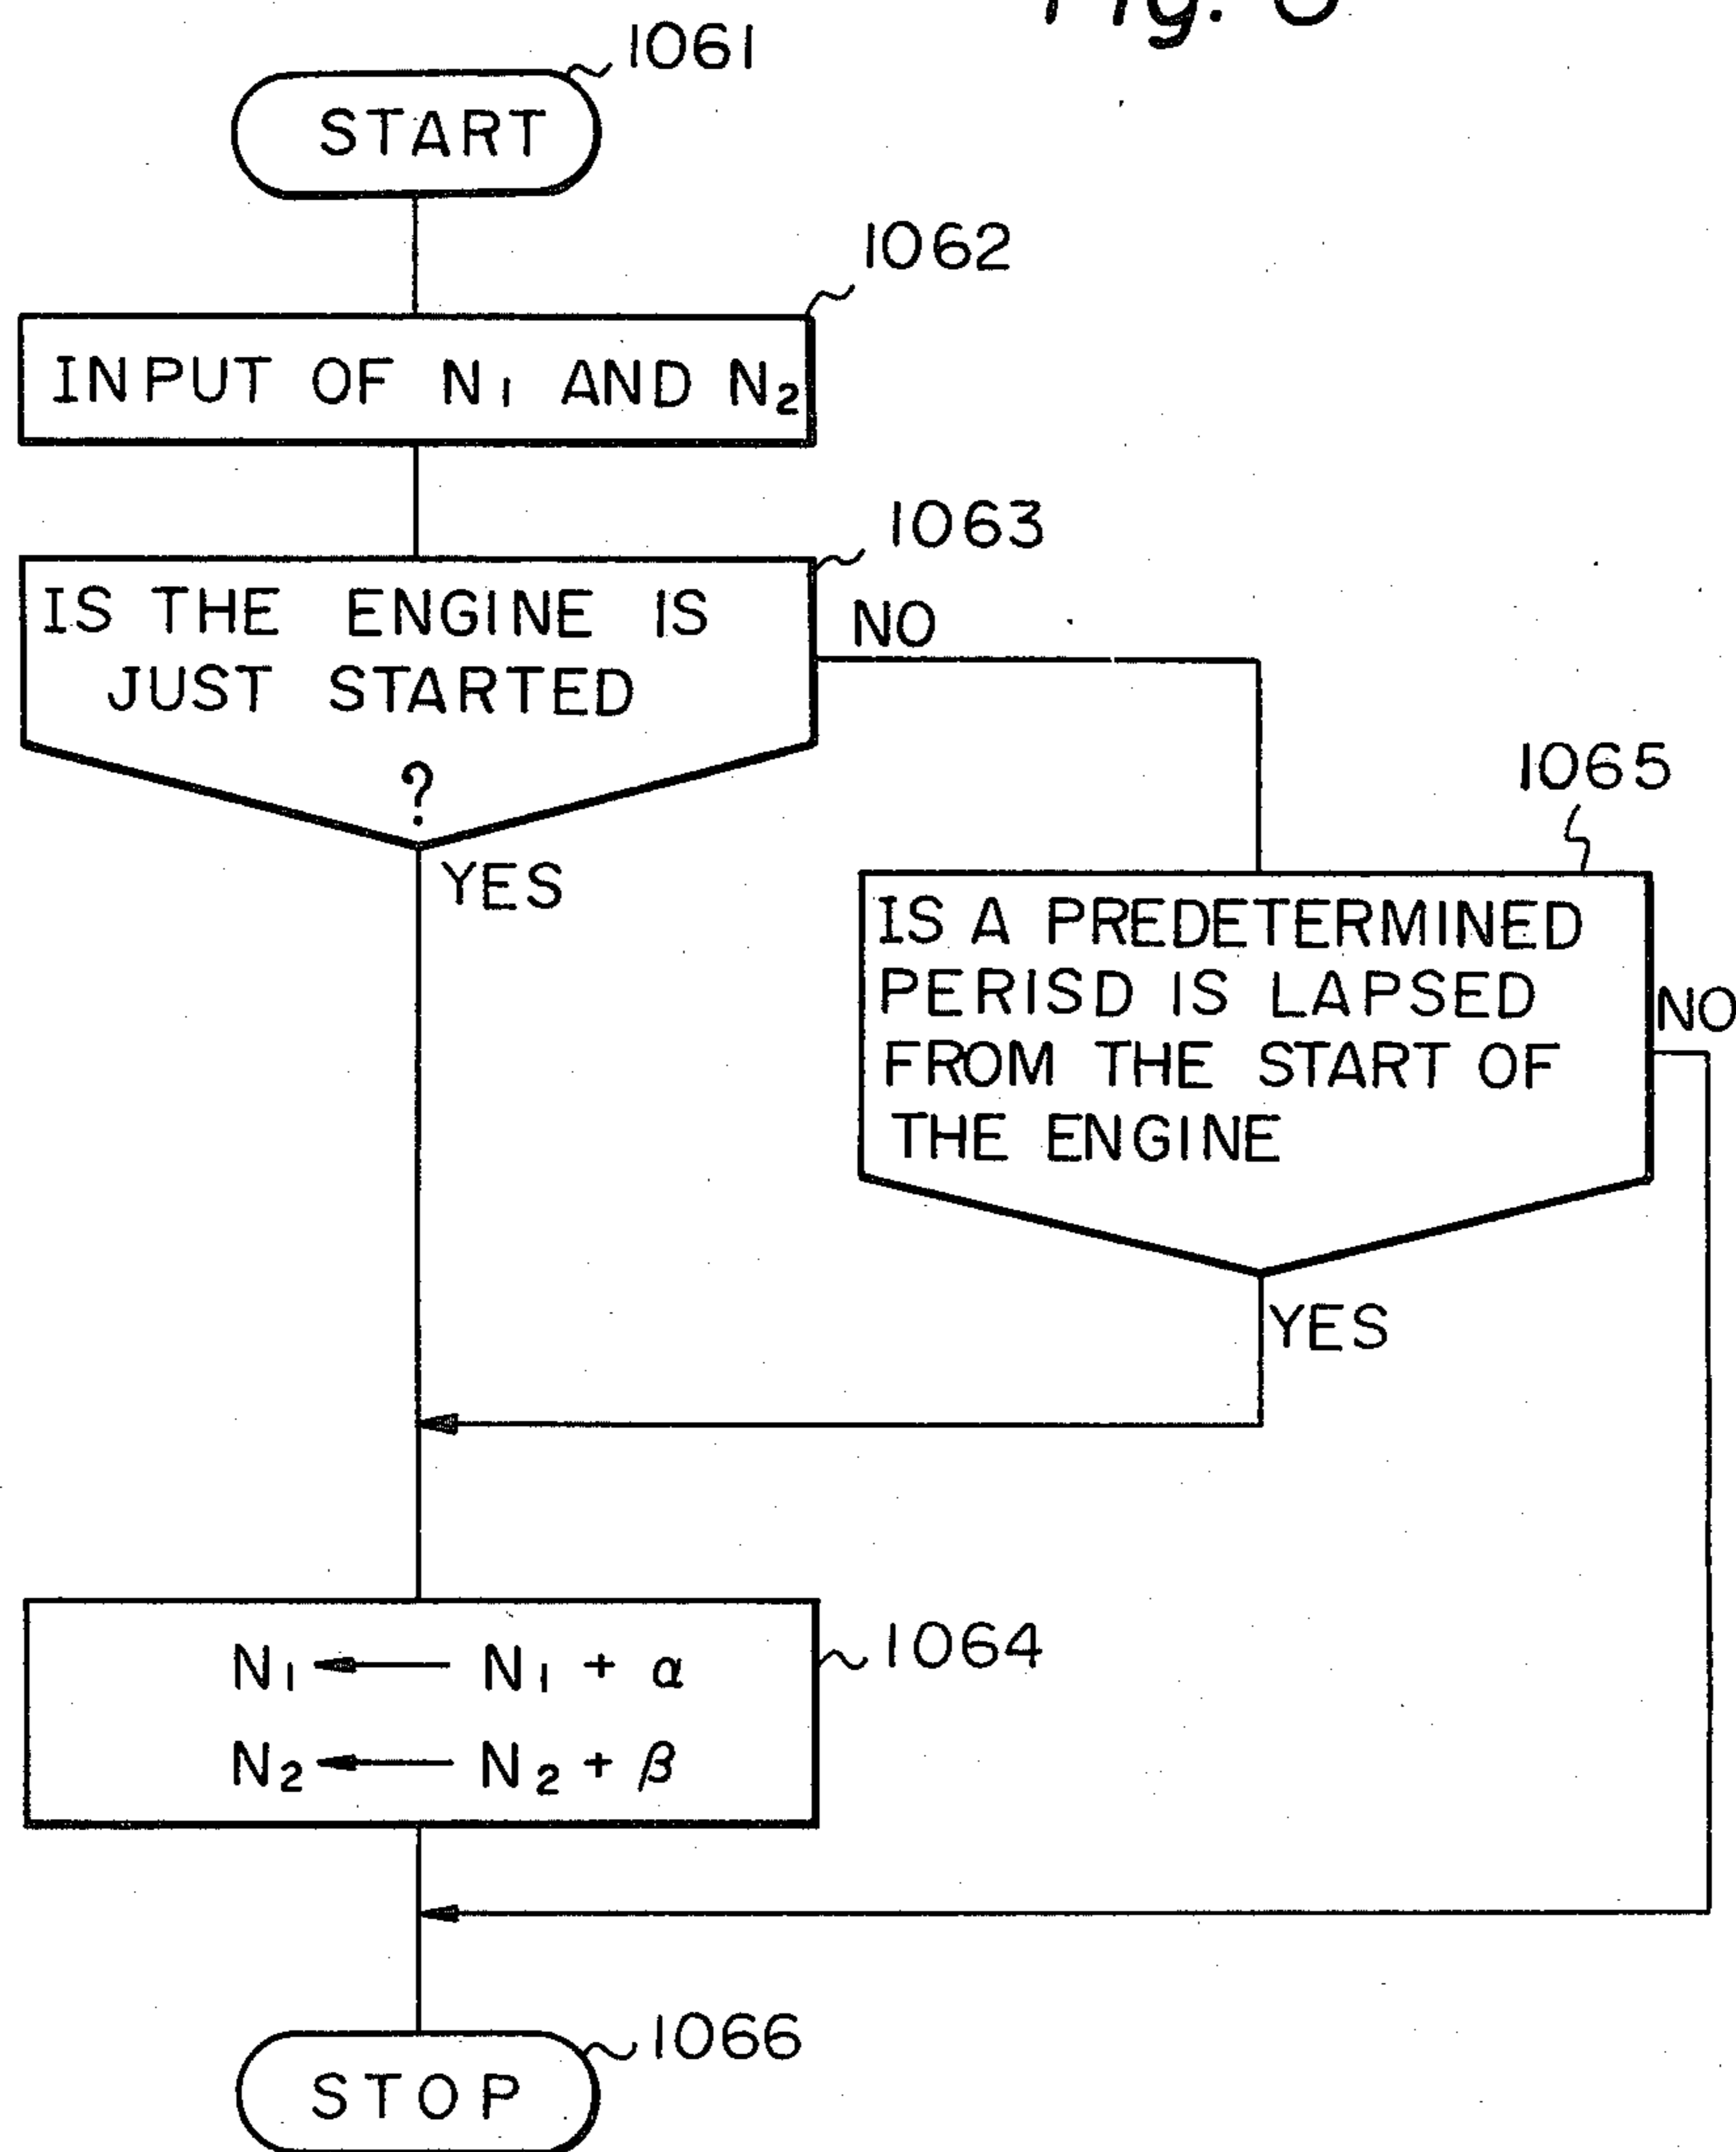 Fig.
1061
START
1062
INPUT OF N1 AND N2
1063
IS THE ENGINE IS
JUST STARTED
?
NO
YES
1065
IS A PREDETERMINED
PERISD IS LAPSED
FROM THE START OF
THE ENGINE
NO
YES
1064
N1 ← N1 + α
N2 ← N2 + β
1066
STOP